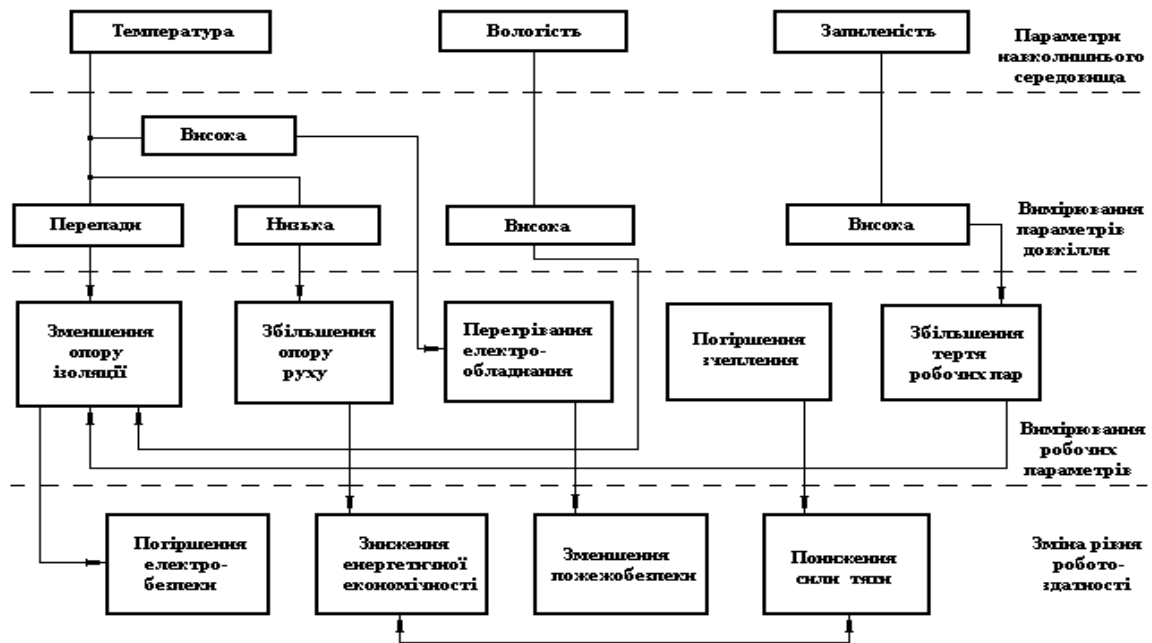 Температура
Вологість
Запиленість
Параметри
навколишнього
середовища
Висока
Перепади
Низька
Висока
Висока
Вимірювання
параметрів
довкілля
Зменшення
опору
ізоляції
Збільшення
опору
руху
Перегрівання
електро-
обладнання
Погіршення
зчеплення
Збільшення
тертя
робочих пар
Вимірювання
робочих
параметрів
Погіршення
електро-
безпеки
Зниження
енергетичної
економічності
Зменшення
пожежобезпеки
Пониження
сили тяги
Зміна рівня
робото-
здатності